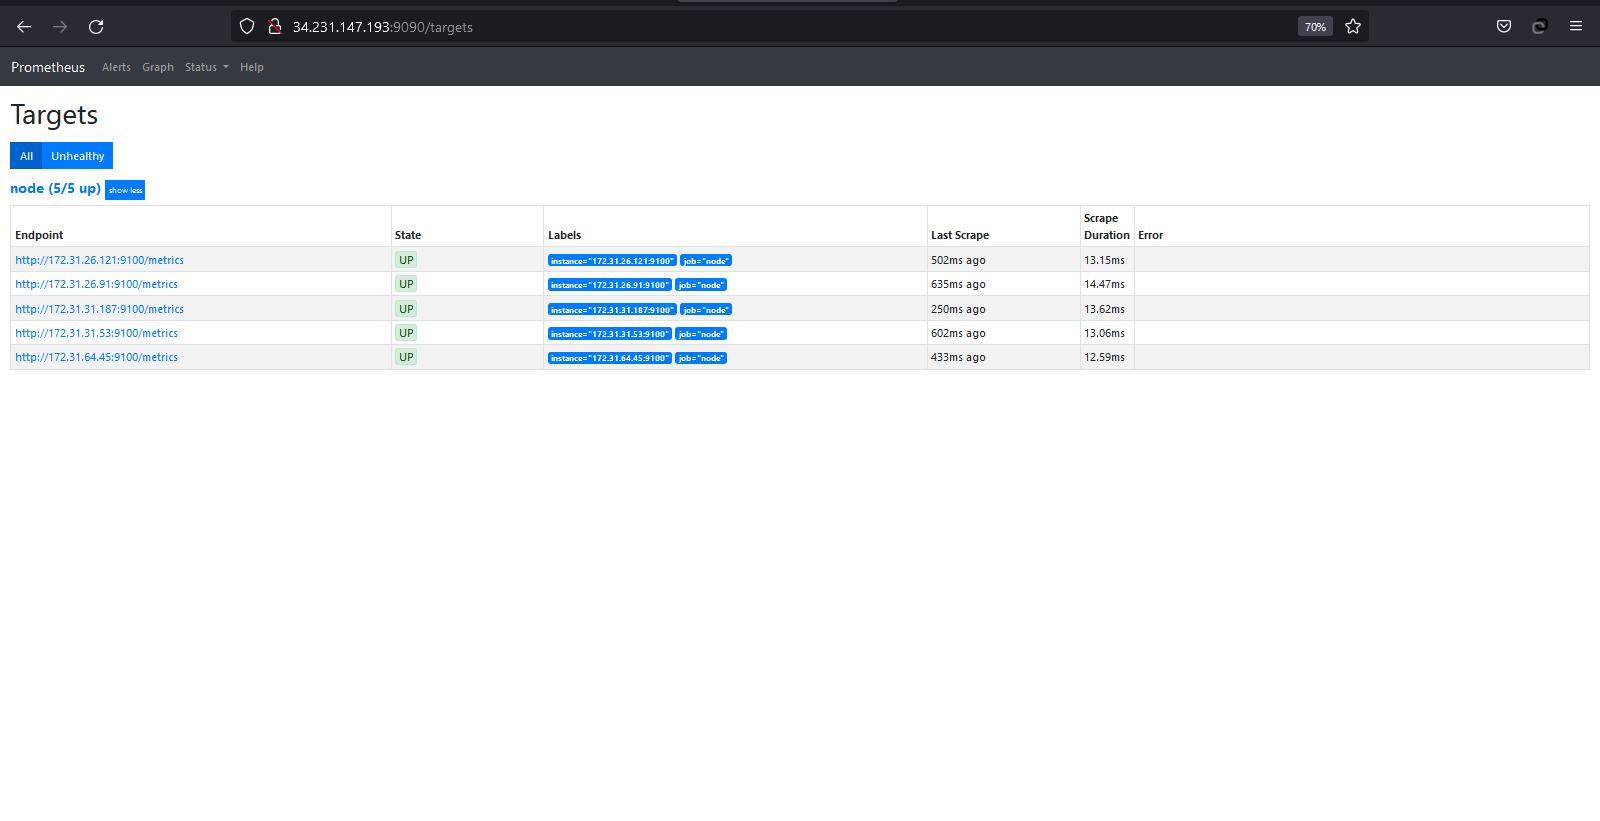 34.231.147.193:9090/targets 70%
Prometheus Alerts Graph Status Help
Targets
All Unhealthy
node (5/5 up) show less
Endpoint State Labels Last Scrape Scrape Duration Error
http://172.31.26.121:9100/metrics UP instance="172.31.26.121:9100" job="node" 502ms ago 13.15ms
http://172.31.26.91:9100/metrics UP instance="172.31.26.91:9100" job="node" 635ms ago 14.47ms
http://172.31.31.187:9100/metrics UP instance="172.31.31.187:9100" job="node" 250ms ago 13.62ms
http://172.31.31.53:9100/metrics UP instance="172.31.31.53:9100" job="node" 602ms ago 13.06ms
http://172.31.64.45:9100/metrics UP instance="172.31.64.45:9100" job="node" 433ms ago 12.59ms